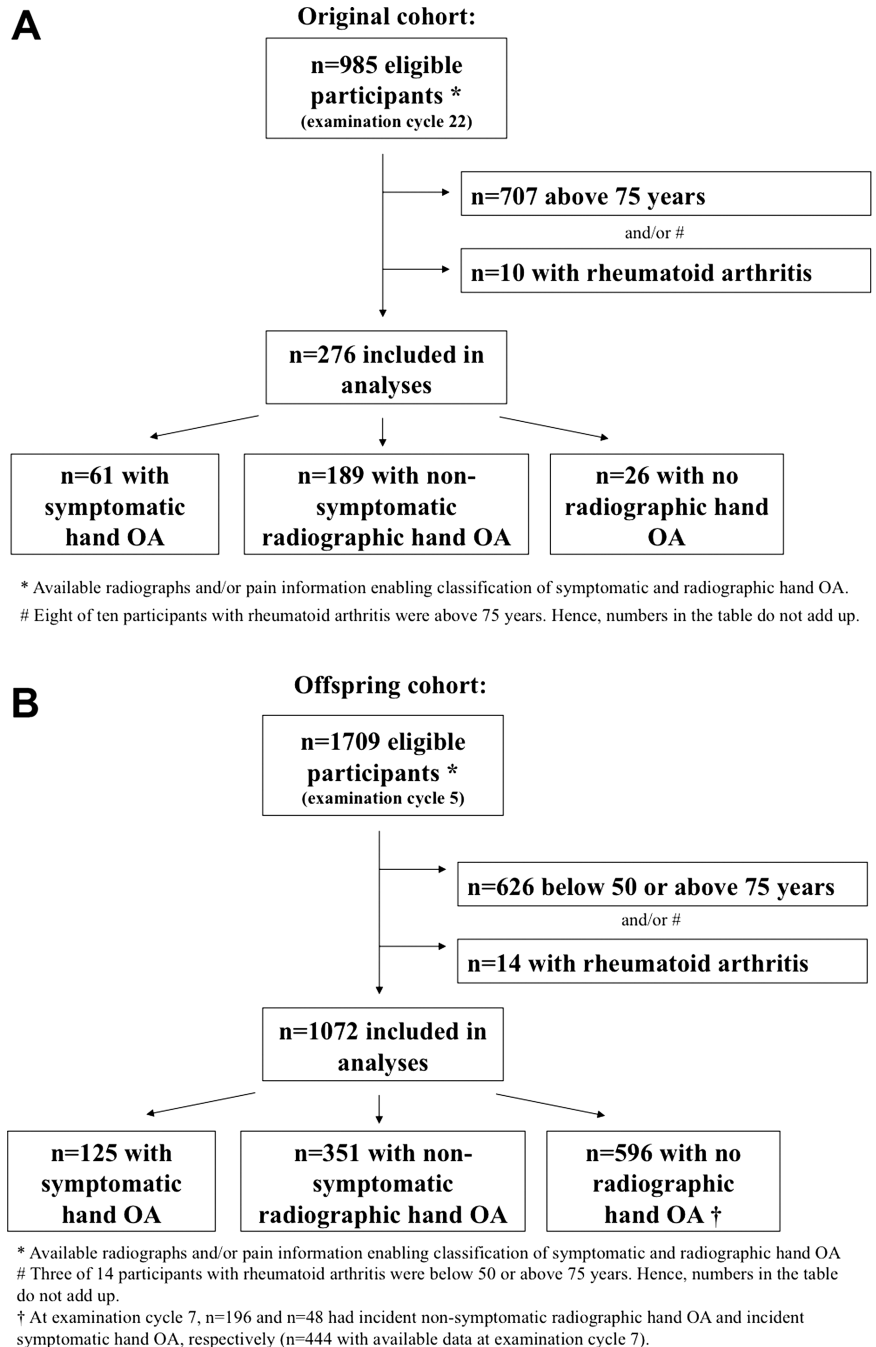 A
Original cohort:
n=985 eligible
participants *
(examination cycle 22)
n=707 above 75 years
and/or #
n=10 with rheumatoid arthritis
n=276 included in
analyses
n=61 with
symptomatic
hand OA
n=189 with non-
symptomatic
radiographic hand OA
n=26 with no
radiographic hand
OA
* Available radiographs and/or pain information enabling classification of symptomatic and radiographic hand OA.
# Eight of ten participants with rheumatoid arthritis were above 75 years. Hence, numbers in the table do not add up.
B
Offspring cohort:
n=1709 eligible
participants *
(examination cycle 5)
n=626 below 50 or above 75 years
and/or #
n=14 with rheumatoid arthritis
n=1072 included in
analyses
n=125 with
symptomatic
hand OA
n=351 with non-
symptomatic
radiographic hand OA
n=596 with no
radiographic
hand OA †
* Available radiographs and/or pain information enabling classification of symptomatic and radiographic hand OA
# Three of 14 participants with rheumatoid arthritis were below 50 or above 75 years. Hence, numbers in the table
do not add up.
† At examination cycle 7, n=196 and n=48 had incident non-symptomatic radiographic hand OA and incident
symptomatic hand OA, respectively (n=444 with available data at examination cycle 7).